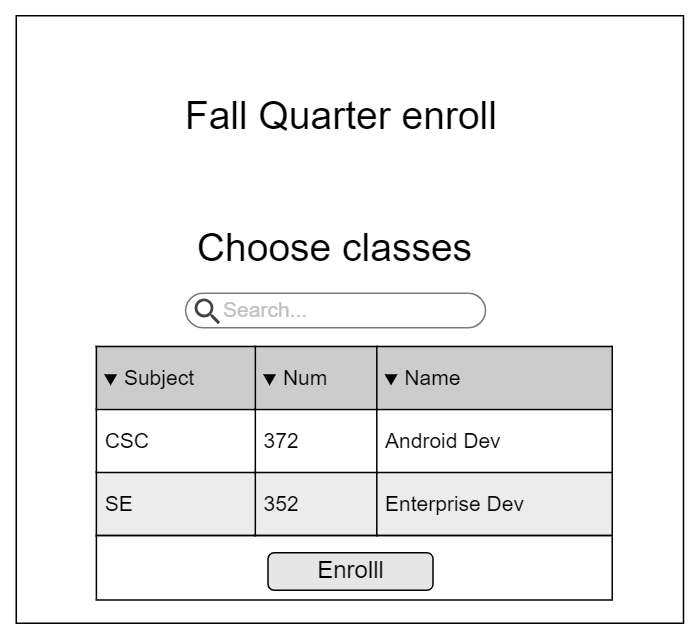 Fall Quarter enroll
Choose classes
Search...
▼ Subject ▼ Num ▼ Name
CSC 372 Android Dev
SE 352 Enterprise Dev
Enrolll